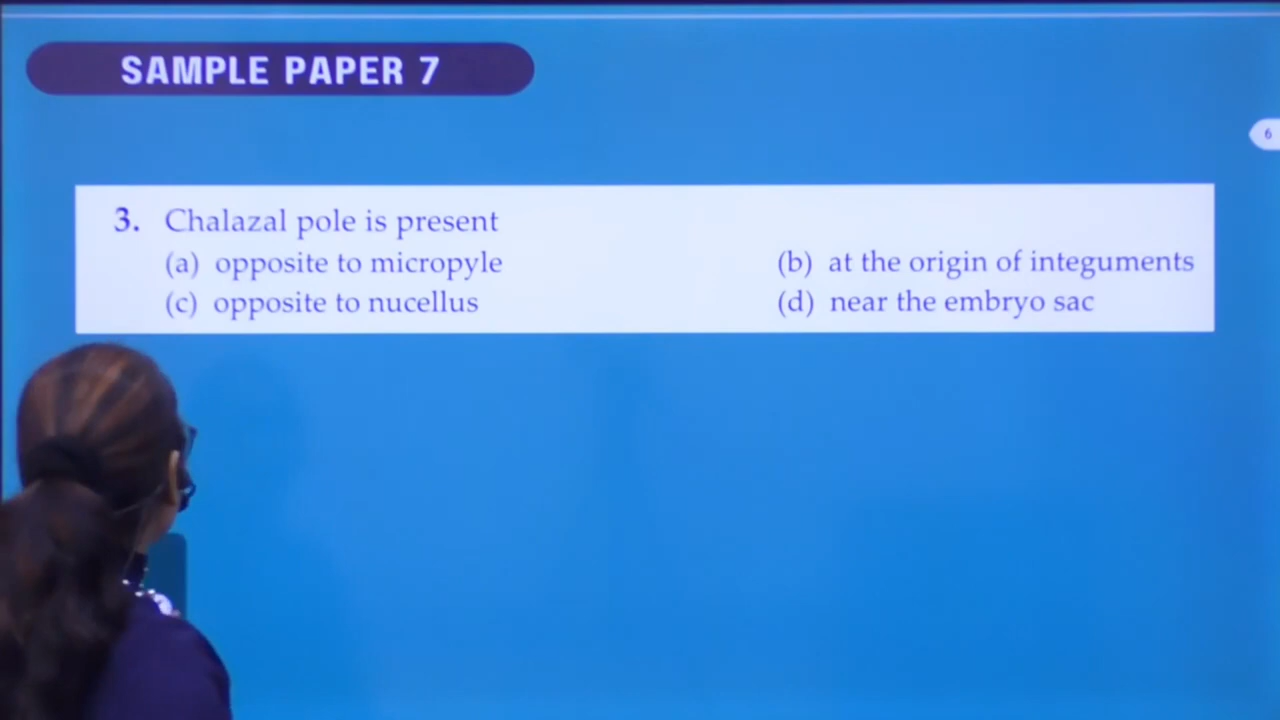 SAMPLE PAPER 7
6
3. Chalazal pole is present
(a) opposite to micropyle (b) at the origin of integuments
(c) opposite to nucellus (d) near the embryo sac